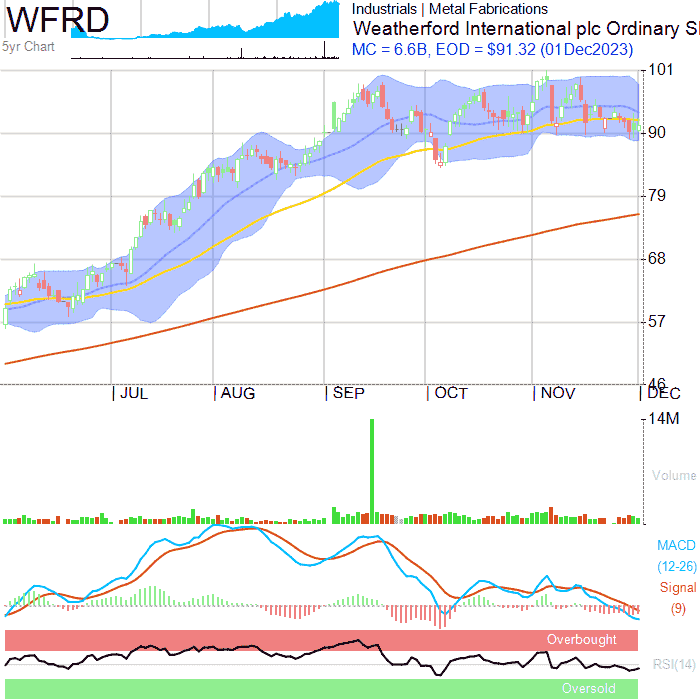 WFRD
5yr Chart
Industrials | Metal Fabrications
Weatherford International plc Ordinary S
MC = 6.6B, EOD = $91.32 (01Dec2023)
101
90
79
68
57
46
| JUL | AUG | SEP | OCT | NOV | DEC
14M
Volume
MACD
(12-26)
Signal
(9)
Overbought
RSI(14)
Oversold